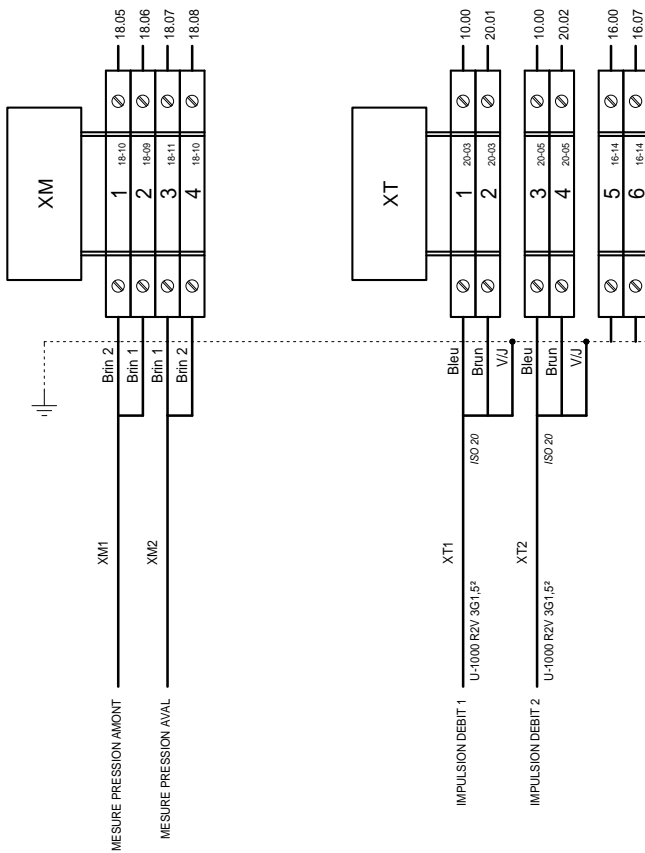 18.05
18.06
18.07
18.08
XM
1 18-10
2 18-09
3 18-11
4 18-10
Brin 2
Brin 1
Brin 1
Brin 2
XM1
XM2
MESURE PRESSION AMONT
MESURE PRESSION AVAL
10.00
20.01
10.00
20.02
16.00
16.07
XT
1 20-03
2 20-03
3 20-05
4 20-05
5 16-14
6 16-14
Bleu
Brun
V/J
Bleu
Brun
V/J
ISO 20
ISO 20
XT1
XT2
U-1000 R2V 3G1,5²
U-1000 R2V 3G1,5²
IMPULSION DEBIT 1
IMPULSION DEBIT 2